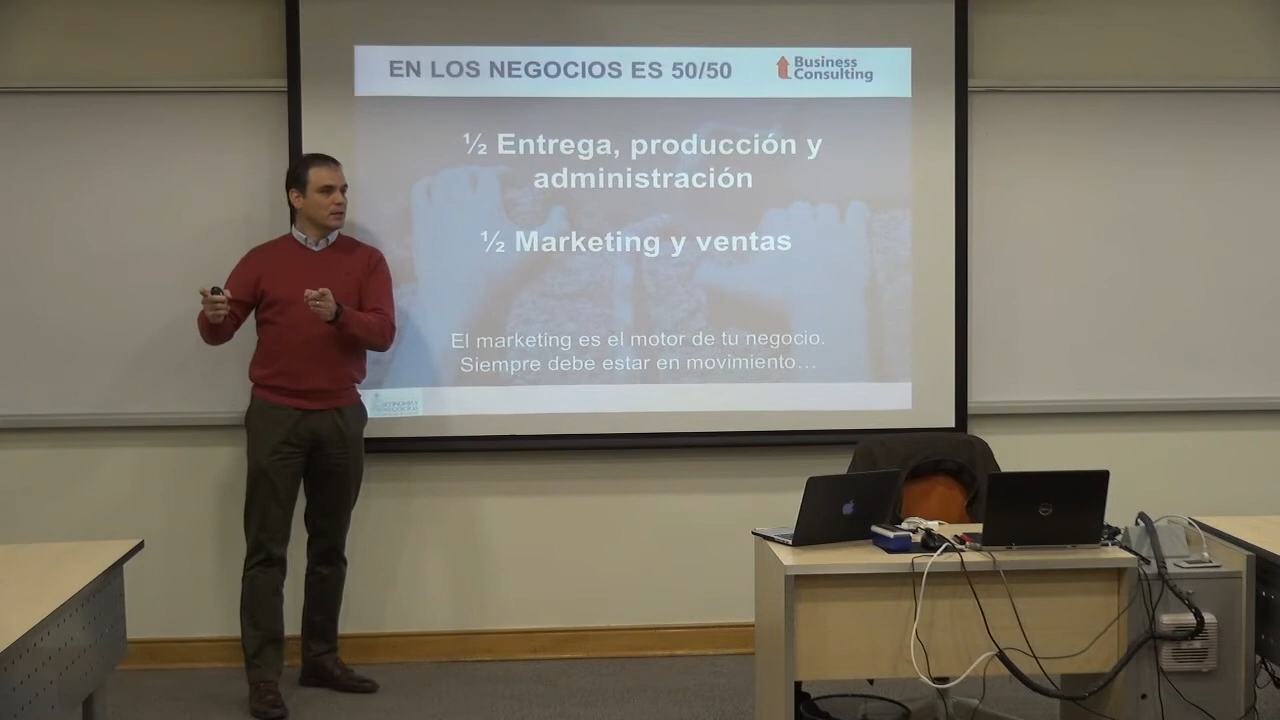 EN LOS NEGOCIOS ES 50/50
Business
Consulting
½ Entrega, producción y
administración
½ Marketing y ventas
El marketing es el motor de tu negocio.
Siempre debe estar en movimiento…